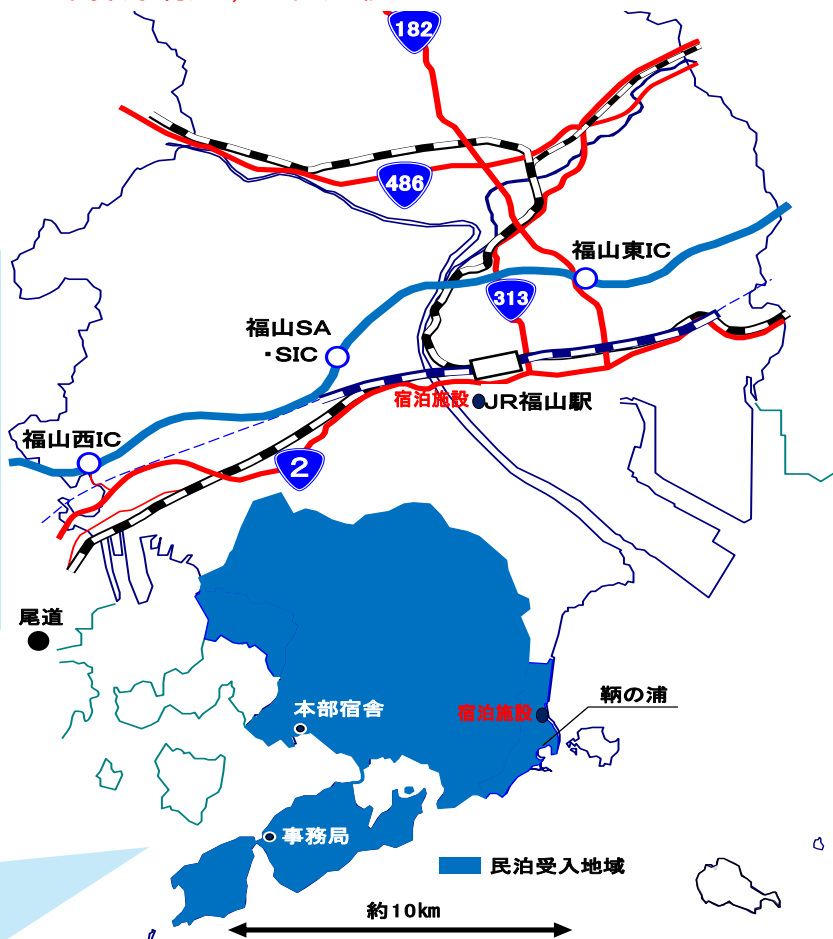 182
486
福山東IC
313
福山SA
・SIC
宿泊施設
JR福山駅
福山西IC
2
尾道
鞆の浦
本部宿舎
宿泊施設
事務局
民泊受入地域
約10km